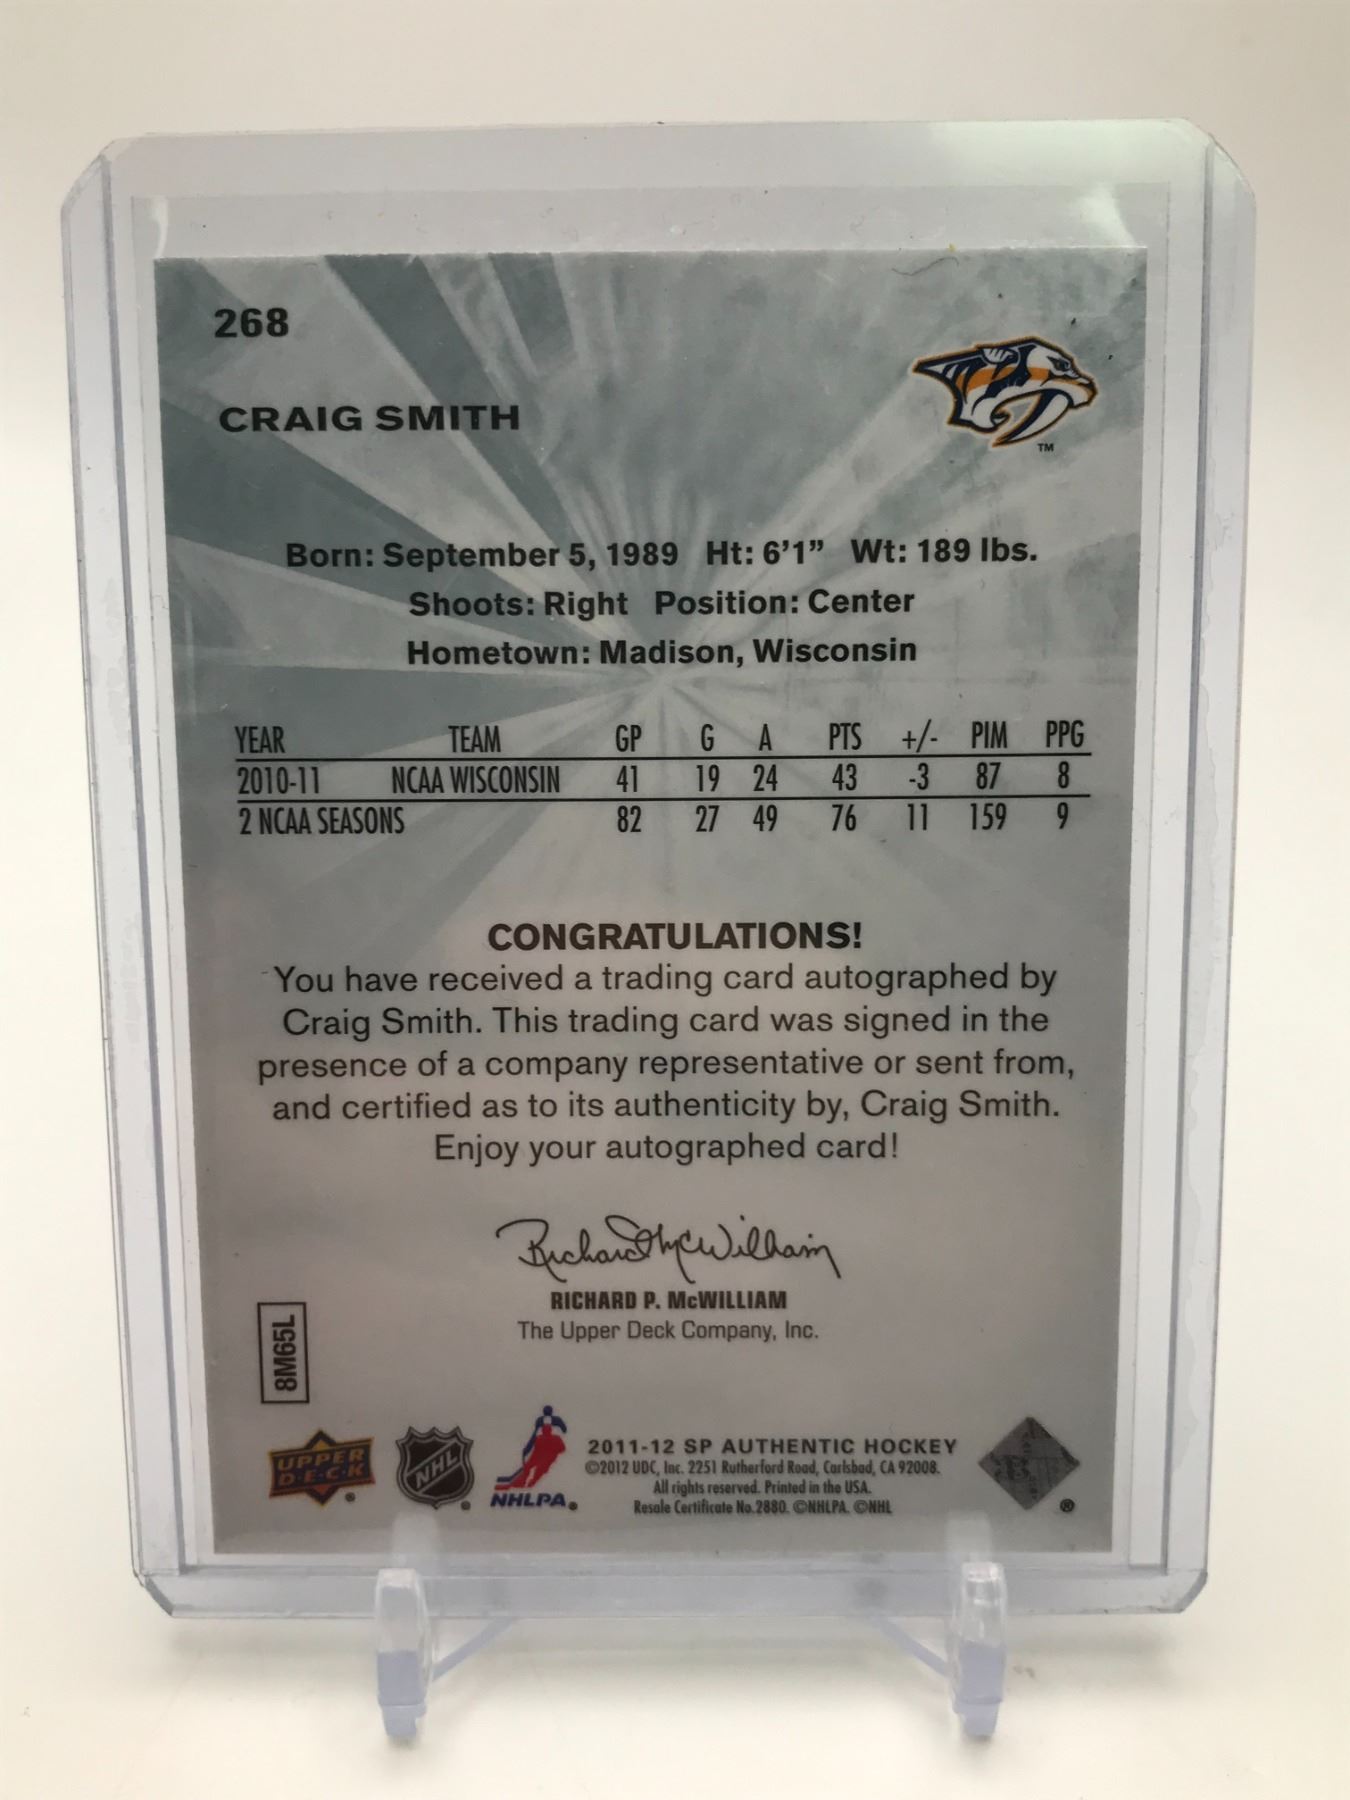 268
CRAIG SMITH
TM
Born: September 5, 1989 Ht: 6'1” Wt: 189 lbs.
Shoots: Right Position: Center
Hometown: Madison, Wisconsin
YEAR TEAM GP G A PTS +/- PIM PPG
2010-11 NCAA WISCONSIN 41 19 24 43 -3 87 8
2 NCAA SEASONS 82 27 49 76 11 159 9
CONGRATULATIONS!
You have received a trading card autographed by
Craig Smith. This trading card was signed in the
presence of a company representative or sent from,
and certified as to its authenticity by, Craig Smith.
Enjoy your autographed card!
Richard McWilliam
RICHARD P. McWILLIAM
The Upper Deck Company, Inc.
8M65L
UPPER
D·E·C·K
®
NHL
®
NHLPA®
2011-12 SP AUTHENTIC HOCKEY
©2012 UDC, Inc. 2251 Rutherford Road, Carlsbad, CA 92008.
All rights reserved. Printed in the USA.
Resale Certificate No.2880. ©NHLPA. ©NHL
®